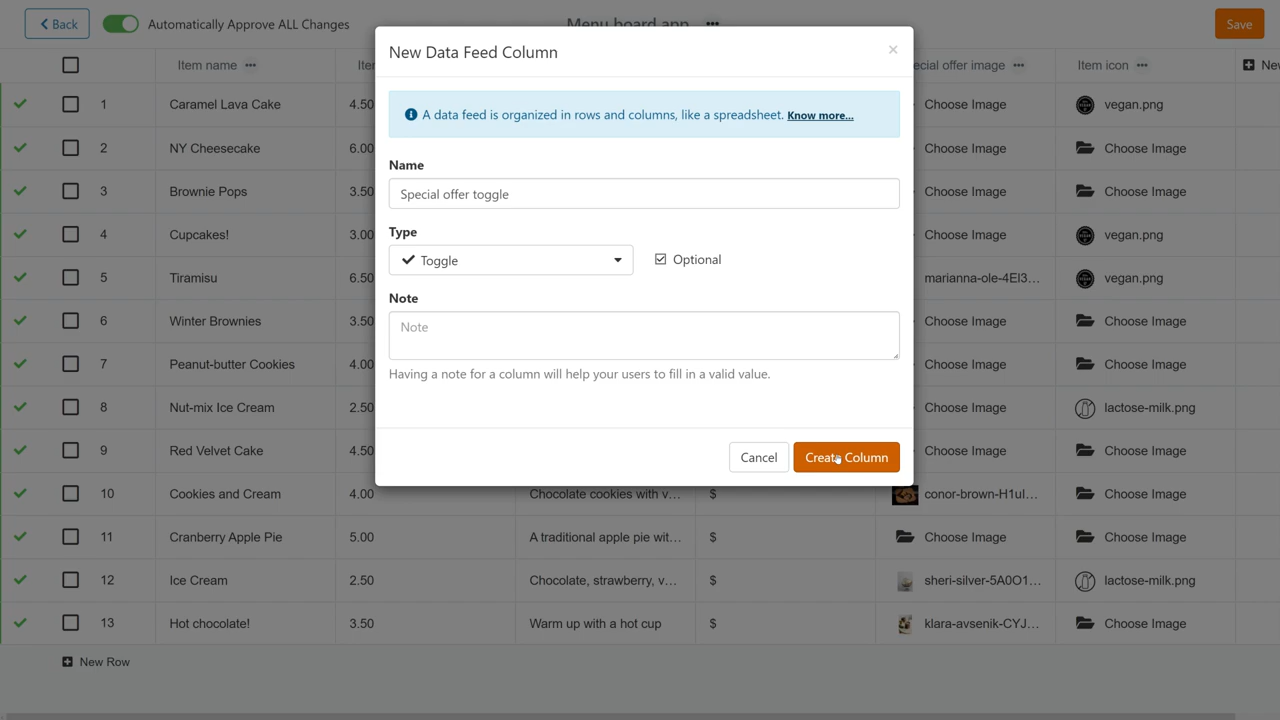 Back
Automatically Approve ALL Changes
Menu board app
Save
New Data Feed Column
×
A data feed is organized in rows and columns, like a spreadsheet. Know more...
Name
Special offer toggle
Type
Toggle
Optional
Note
Note
Having a note for a column will help your users to fill in a valid value.
Cancel
Create Column
Item name
1 Caramel Lava Cake 4.50 Choose Image vegan.png
2 NY Cheesecake 6.00 Choose Image Choose Image
3 Brownie Pops 3.50 Choose Image Choose Image
4 Cupcakes! 3.00 Choose Image vegan.png
5 Tiramisu 6.50 marianna-ole-4El3... vegan.png
6 Winter Brownies 3.50 Choose Image Choose Image
7 Peanut-butter Cookies 4.00 Choose Image Choose Image
8 Nut-mix Ice Cream 2.50 Choose Image lactose-milk.png
9 Red Velvet Cake 4.50 Choose Image Choose Image
10 Cookies and Cream 4.00 Chocolate cookies with v... $ conor-brown-H1ul... Choose Image
11 Cranberry Apple Pie 5.00 A traditional apple pie wit... $ Choose Image Choose Image
12 Ice Cream 2.50 Chocolate, strawberry, v... $ sheri-silver-5A0O1... lactose-milk.png
13 Hot chocolate! 3.50 Warm up with a hot cup $ klara-avsenik-CYJ... Choose Image
New Row
offer image
Item icon